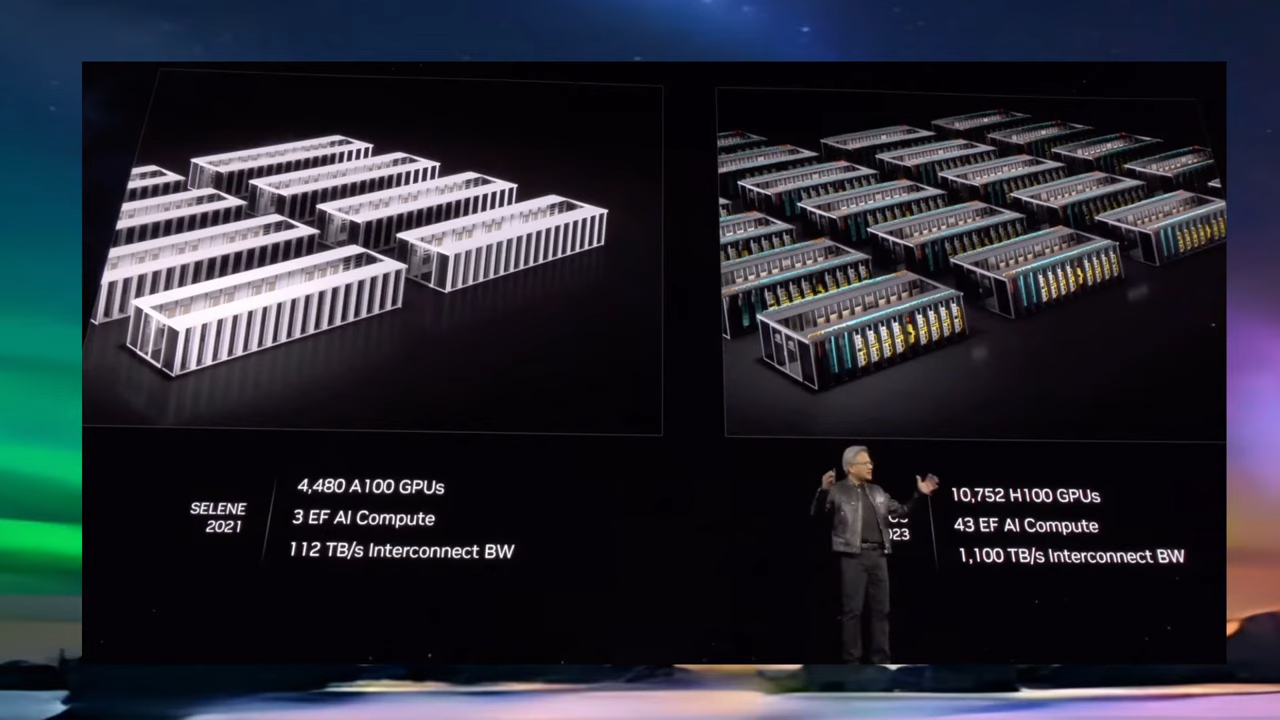 SELENE
2021
4,480 A100 GPUs
3 EF AI Compute
112 TB/s Interconnect BW
10,752 H100 GPUs
43 EF AI Compute
1,100 TB/s Interconnect BW